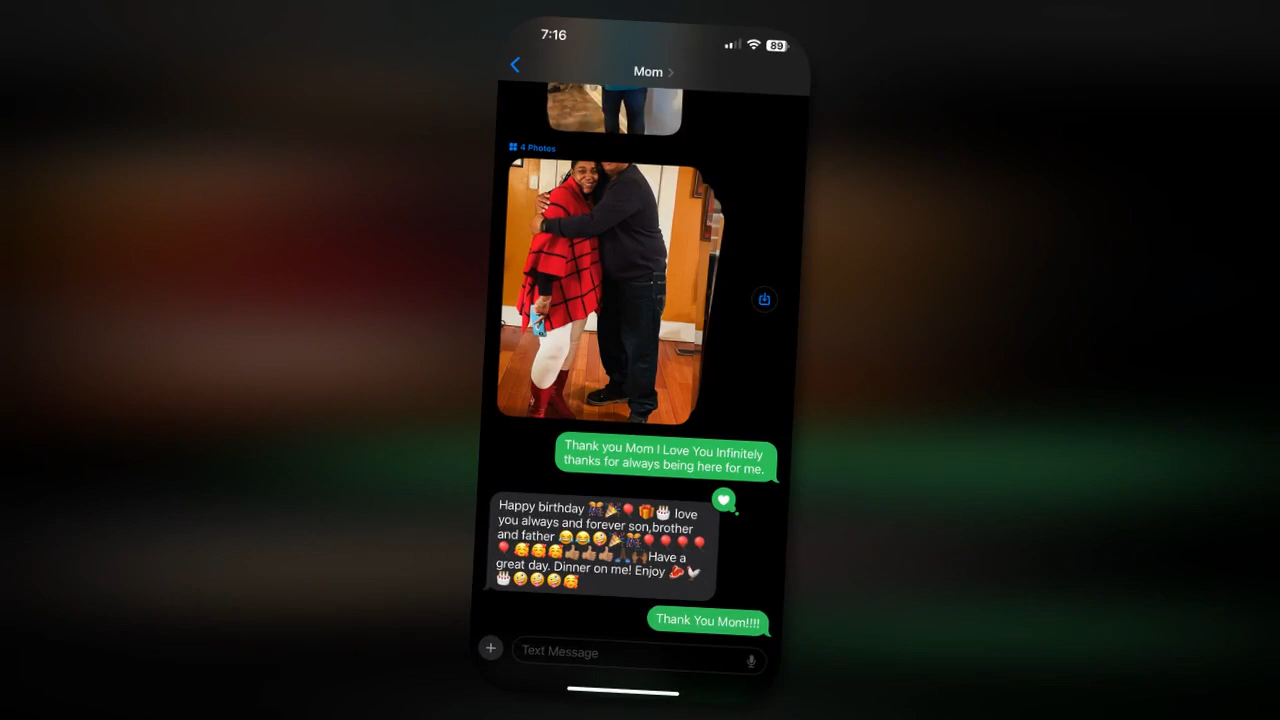 7:16
89
Mom
4 Photos
Thank you Mom I Love You Infinitely
thanks for always being here for me.
Happy birthday 🎊🎉🎈🎁🎂 love
you always and forever son,brother
and father 😂😂🤪🎉🎊🎈🎈🎈🎈
🎈🥰🥰🥰👍🏽👍🏽👍🏽🙏🏿🙌🏿Have a
great day. Dinner on me! Enjoy 🥩🐓
🎂🤪🤪🤪🥰
Thank You Mom!!!!
Text Message